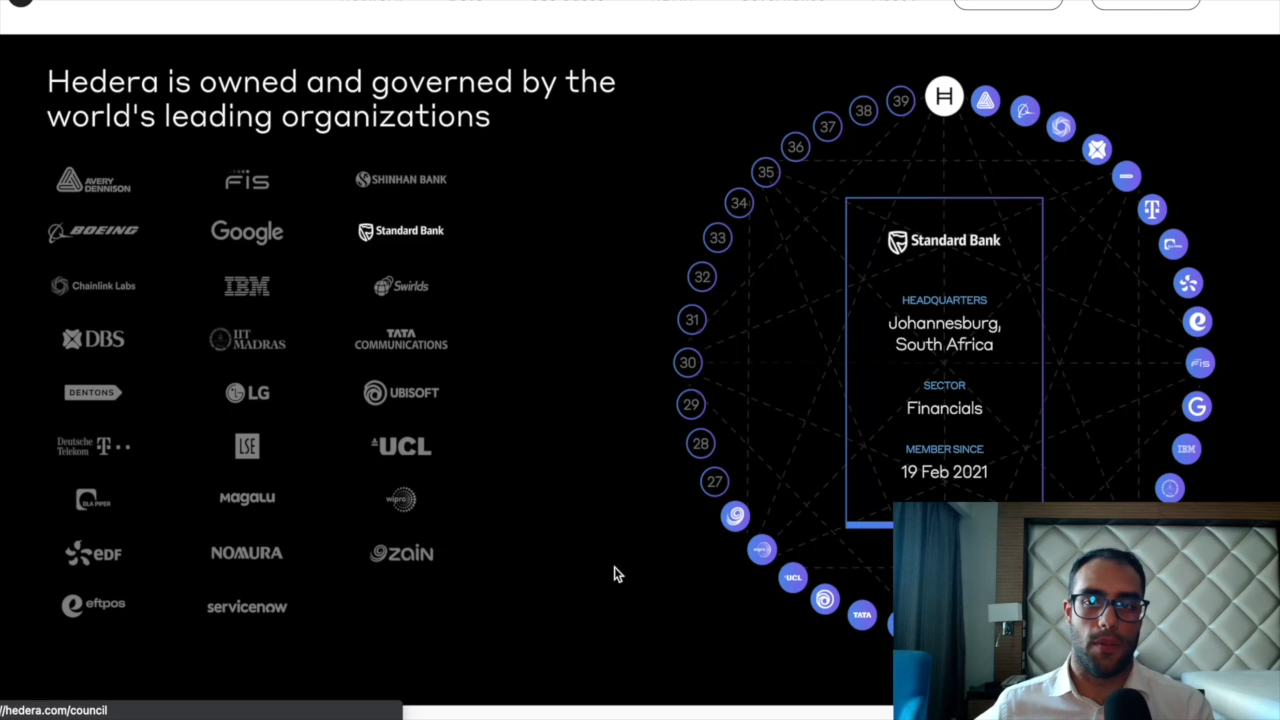 Hedera is owned and governed by the
world's leading organizations
AVERY
DENNISON
FIS
SHINHAN BANK
BOEING
Google
Standard Bank
Chainlink Labs
IBM
Swirlds
DBS
IIT
MADRAS
TATA
COMMUNICATIONS
DENTONS
LG
UBISOFT
Deutsche
Telekom
T
LSE
UCL
DLA PIPER
MAGALU
wipro
eDF
NOMURA
zain
eftpos
servicenow
39
38
37
36
35
34
33
32
31
30
29
28
27
H
T
e
FIS
G
IBM
wipro
UCL
TATA
Standard Bank
HEADQUARTERS
Johannesburg,
South Africa
SECTOR
Financials
MEMBER SINCE
19 Feb 2021
//hedera.com/council